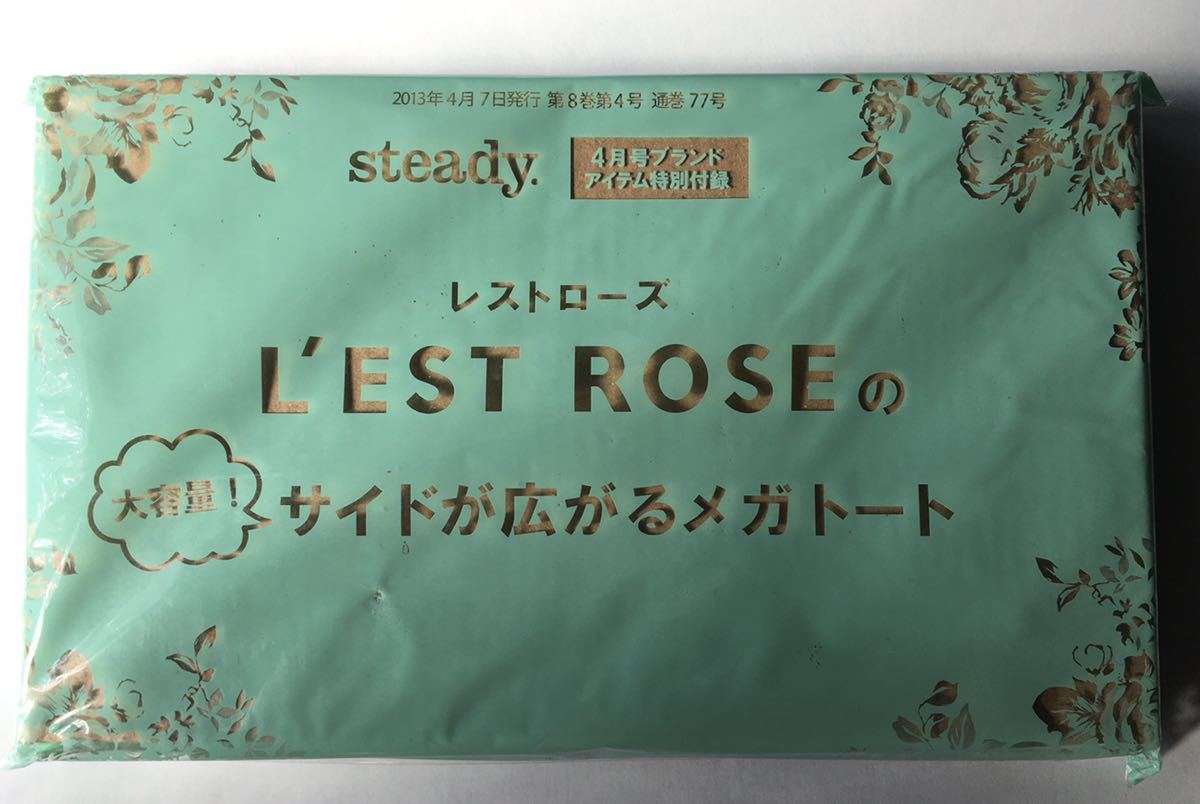 2013年4月7日発行 第8巻第4号 通巻77号
steady.
4月号ブランド
アイテム特別付録
レストローズ
L'EST ROSEの
大容量!
サイドが広がるメガトート